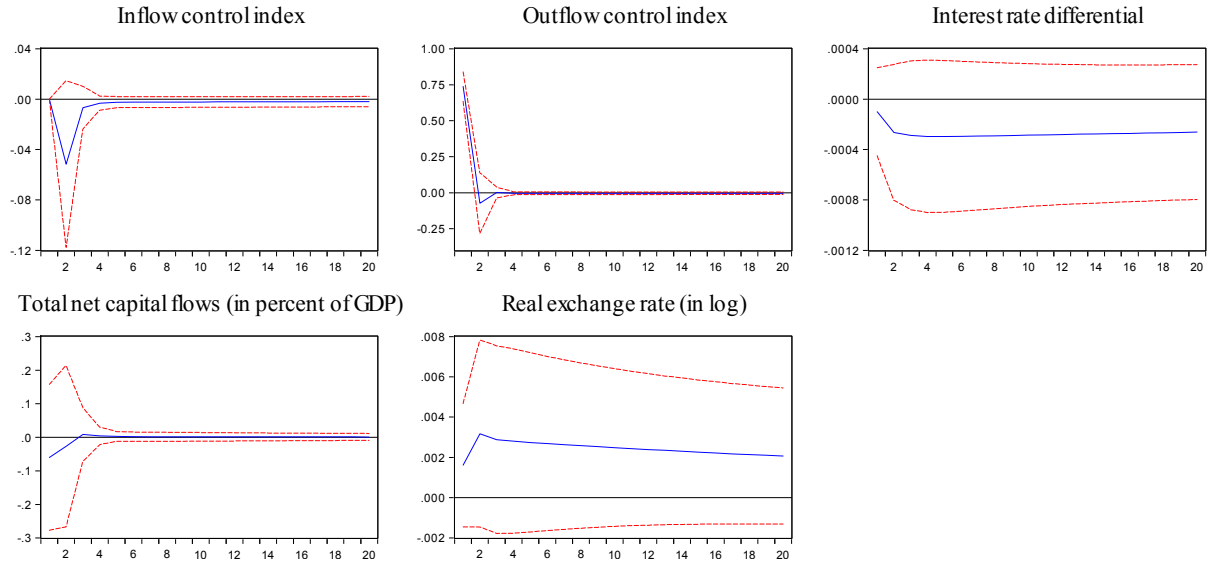 Inflow control index
Outflow control index
Interest rate differential
.04
.00
-.04
-.08
-.12
2 4 6 8 10 12 14 16 18 20
1.00
0.75
0.50
0.25
0.00
-0.25
2 4 6 8 10 12 14 16 18 20
.0004
.0000
-.0004
-.0008
-.0012
2 4 6 8 10 12 14 16 18 20
Total net capital flows (in percent of GDP)
Real exchange rate (in log)
.3
.2
.1
.0
-.1
-.2
-.3
2 4 6 8 10 12 14 16 18 20
.008
.006
.004
.002
.000
-.002
2 4 6 8 10 12 14 16 18 20